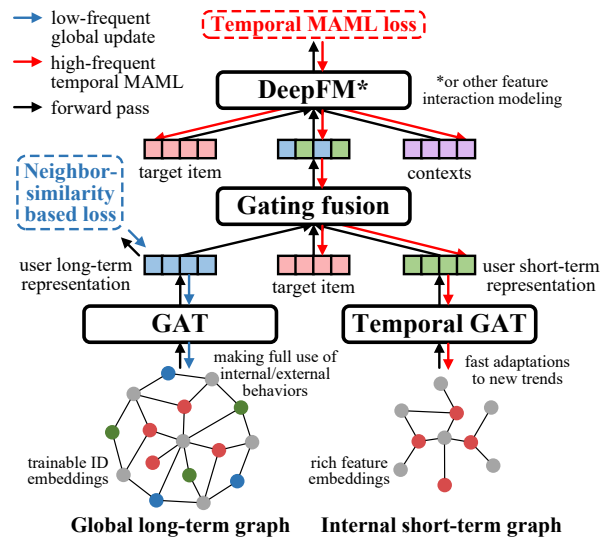 low-frequent
global update
high-frequent
temporal MAML
forward pass
Temporal MAML loss
DeepFM*
*or other feature
interaction modeling
target item
contexts
Neighbor-
similarity
based loss
Gating fusion
user long-term
representation
target item
user short-term
representation
GAT
Temporal GAT
making full use of
internal/external
behaviors
fast adaptations
to new trends
trainable ID
embeddings
rich feature
embeddings
Global long-term graph
Internal short-term graph